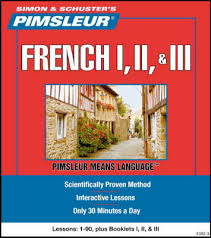 SIMON & SCHUSTER'S
PIMSLEUR®
FRENCH I, II, & III
PIMSLEUR MEANS LANGUAGE™
Scientifically Proven Method
Interactive Lessons
Only 30 Minutes a Day
Lessons: 1-90, plus Booklets I, II, & III